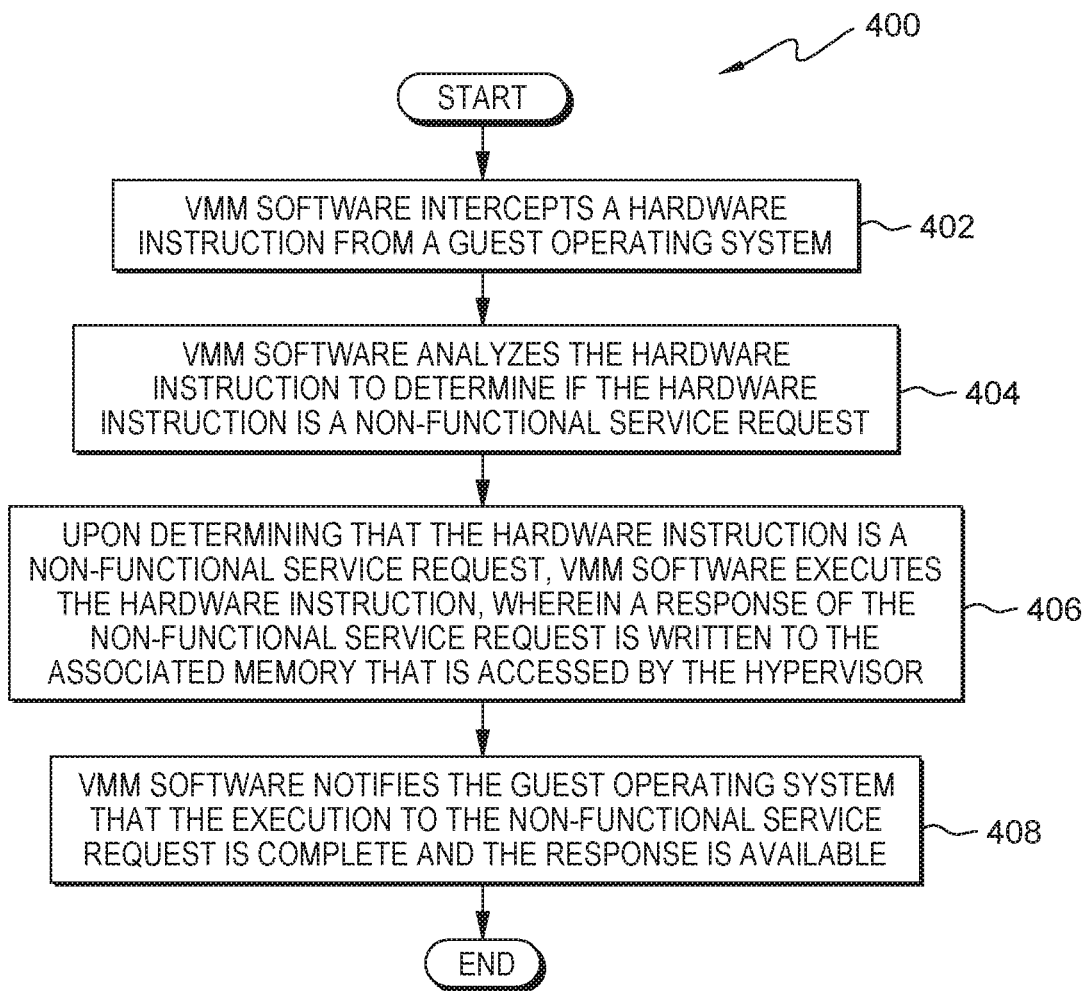 400
START
VMM SOFTWARE INTERCEPTS A HARDWARE
INSTRUCTION FROM A GUEST OPERATING SYSTEM
402
VMM SOFTWARE ANALYZES THE HARDWARE
INSTRUCTION TO DETERMINE IF THE HARDWARE
INSTRUCTION IS A NON-FUNCTIONAL SERVICE REQUEST
404
UPON DETERMINING THAT THE HARDWARE INSTRUCTION IS A
NON-FUNCTIONAL SERVICE REQUEST, VMM SOFTWARE EXECUTES
THE HARDWARE INSTRUCTION, WHEREIN A RESPONSE OF THE
NON-FUNCTIONAL SERVICE REQUEST IS WRITTEN TO THE
ASSOCIATED MEMORY THAT IS ACCESSED BY THE HYPERVISOR
406
VMM SOFTWARE NOTIFIES THE GUEST OPERATING SYSTEM
THAT THE EXECUTION TO THE NON-FUNCTIONAL SERVICE
REQUEST IS COMPLETE AND THE RESPONSE IS AVAILABLE
408
END